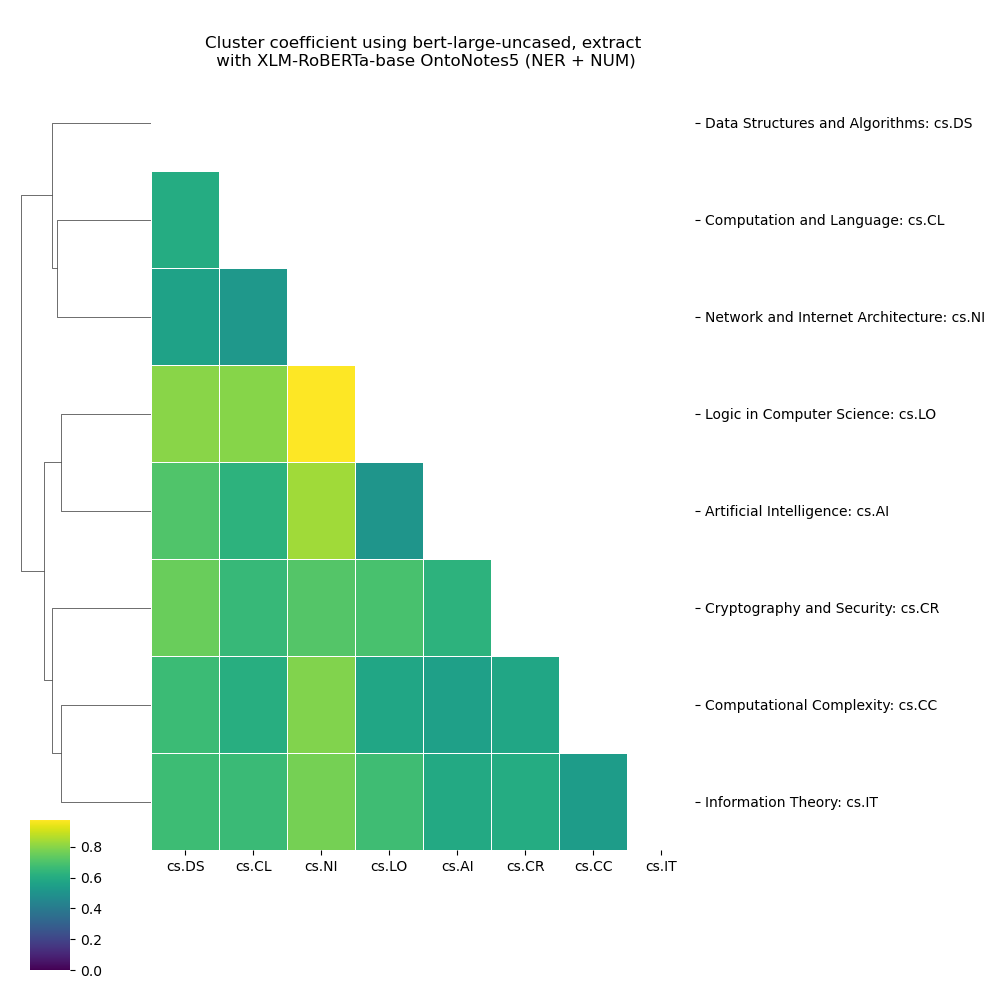 Cluster coefficient using bert-large-uncased, extract
with XLM-RoBERTa-base OntoNotes5 (NER + NUM)
Data Structures and Algorithms: cs.DS
Computation and Language: cs.CL
Network and Internet Architecture: cs.NI
Logic in Computer Science: cs.LO
Artificial Intelligence: cs.AI
Cryptography and Security: cs.CR
Computational Complexity: cs.CC
Information Theory: cs.IT
cs.DS cs.CL cs.NI cs.LO cs.AI cs.CR cs.CC cs.IT
0.8
0.6
0.4
0.2
0.0